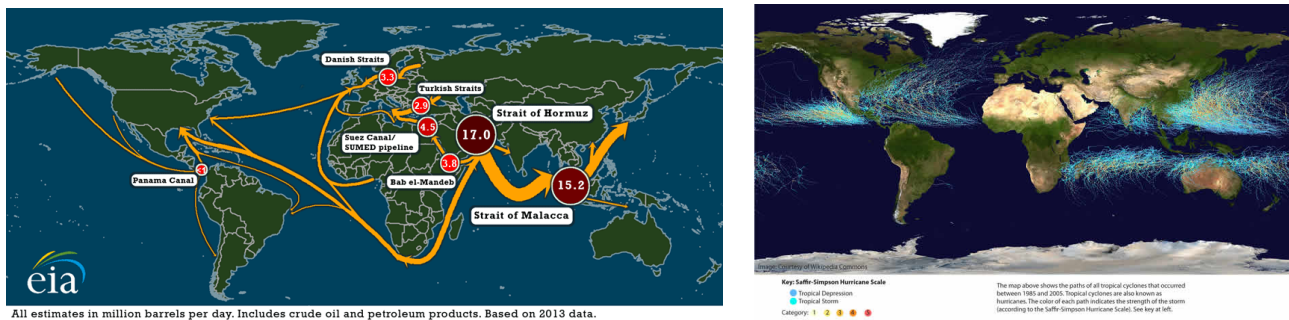 Danish Straits
3.3
Turkish Straits
2.9
Strait of Hormuz
17.0
4.5
Suez Canal/
SUMED pipeline
3.8
Bab el-Mandeb
Panama Canal
15.2
Strait of Malacca
eia
All estimates in million barrels per day. Includes crude oil and petroleum products. Based on 2013 data.
Image: Courtesy of Wikipedia Commons
Key: Saffir-Simpson Hurricane Scale
Tropical Depression
Tropical Storm
Category: 1 2 3 4 5
The map above shows the paths of all tropical cyclones that occurred
between 1985 and 2005. Tropical cyclones are also known as
hurricanes. The color of each path indicates the strength of the storm
(according to the Saffir-Simpson Hurricane Scale). See key at left.